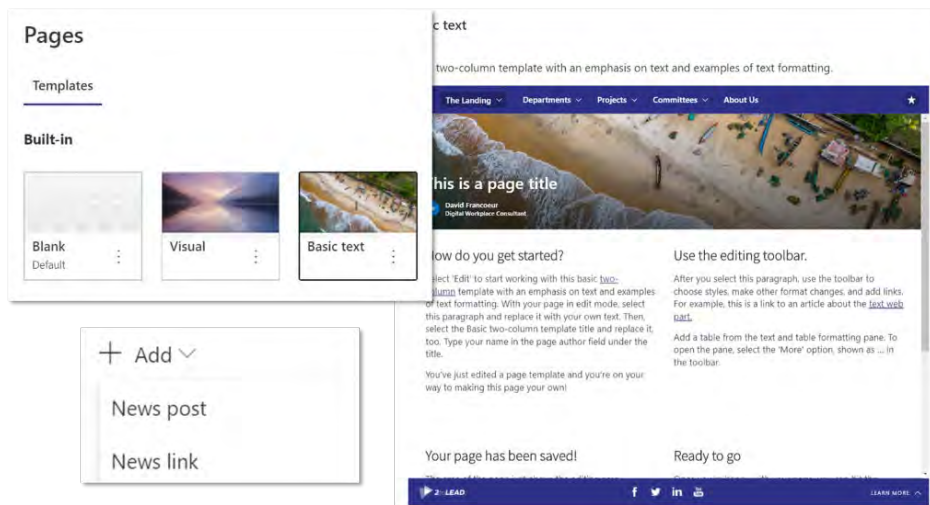 Pages
Templates
Built-in
Blank
Default
Visual
Basic text
+ Add
News post
News link
c text
two-column template with an emphasis on text and examples of text formatting.
The Landing
Departments
Projects
Committees
About Us
his is a page title
David Francoeur
Digital Workplace Consultant
ow do you get started?
elect 'Edit' to start working with this basic two-
column template with an emphasis on text and examples
of text formatting. With your page in edit mode, select
this paragraph and replace it with your own text. Then,
select the Basic two-column template title and replace it,
too. Type your name in the page author field under the
title.
You've just edited a page template and you're on your
way to making this page your own!
Use the editing toolbar.
After you select this paragraph, use the toolbar to
choose styles, make other format changes, and add links.
For example, this is a link to an article about the text web
part.
Add a table from the text and table formatting pane. To
open the pane, select the 'More' option, shown as ... in
the toolbar.
Your page has been saved!
Ready to go
2toLEAD
LEARN MORE